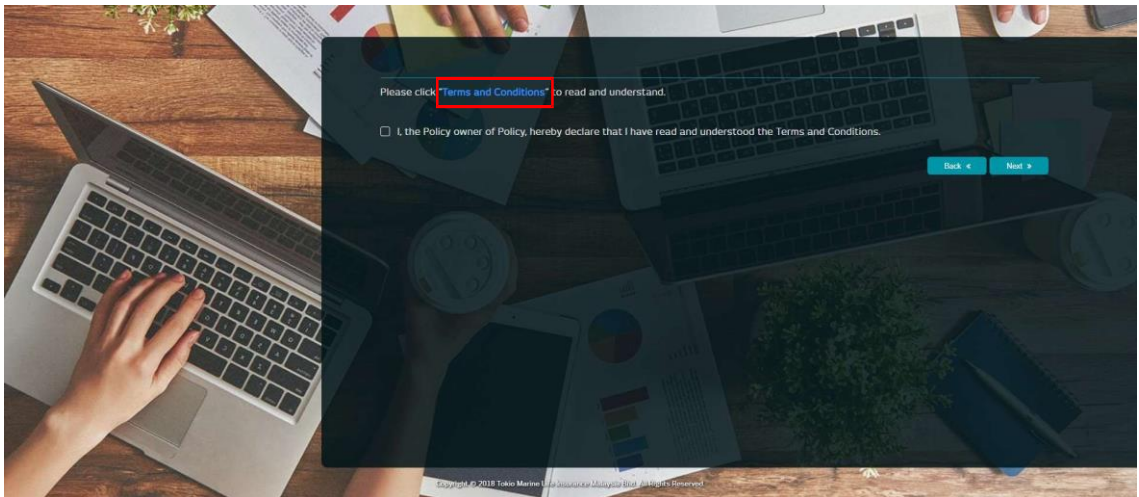 Please click "Terms and Conditions" to read and understand.
I, the Policy owner of Policy, hereby declare that I have read and understood the Terms and Conditions.
Back «
Next »
Copyright © 2018 Tokio Marine Life Insurance Malaysia Bhd. All Rights Reserved.